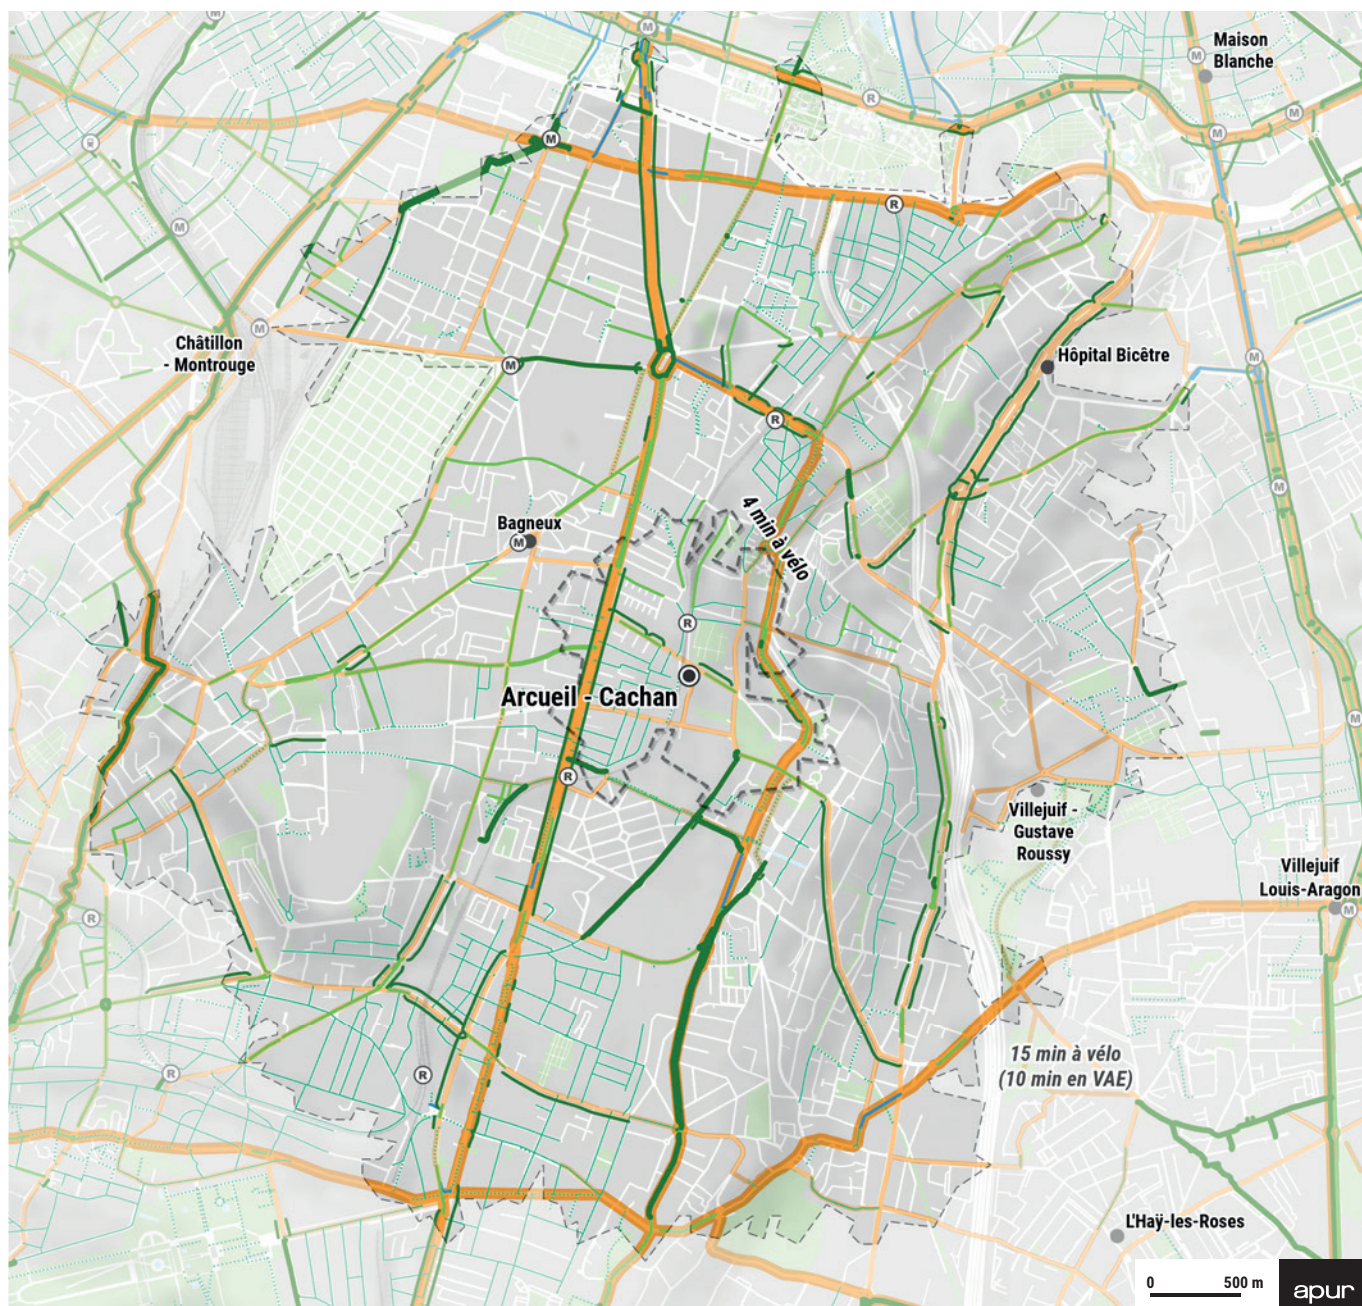 M
M
M
Maison
Blanche
M
R
M
M
M
R
M
Châtillon
- Montrouge
M
M
Hôpital Bicêtre
M
R
M
4 min à vélo
Bagneux
M
R
Arcueil - Cachan
M
R
Villejuif -
Gustave
Roussy
Villejuif
Louis-Aragon
M
R
15 min à vélo
(10 min en VAE)
R
R
L'Haÿ-les-Roses
0
500 m
apur